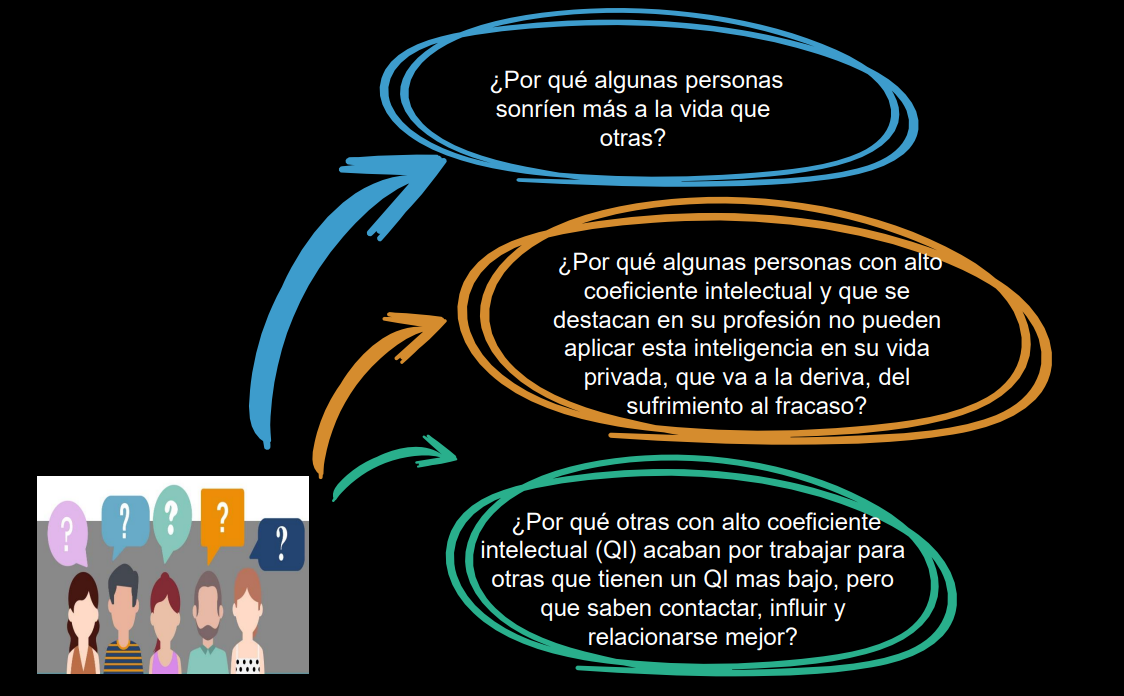 ¿Por qué algunas personas
sonríen más a la vida que
otras?
¿Por qué algunas personas con alto
coeficiente intelectual y que se
destacan en su profesión no pueden
aplicar esta inteligencia en su vida
privada, que va a la deriva, del
sufrimiento al fracaso?
¿Por qué otras con alto coeficiente
intelectual (QI) acaban por trabajar para
otras que tienen un QI mas bajo, pero
que saben contactar, influir y
relacionarse mejor?
? ? ? ? ?